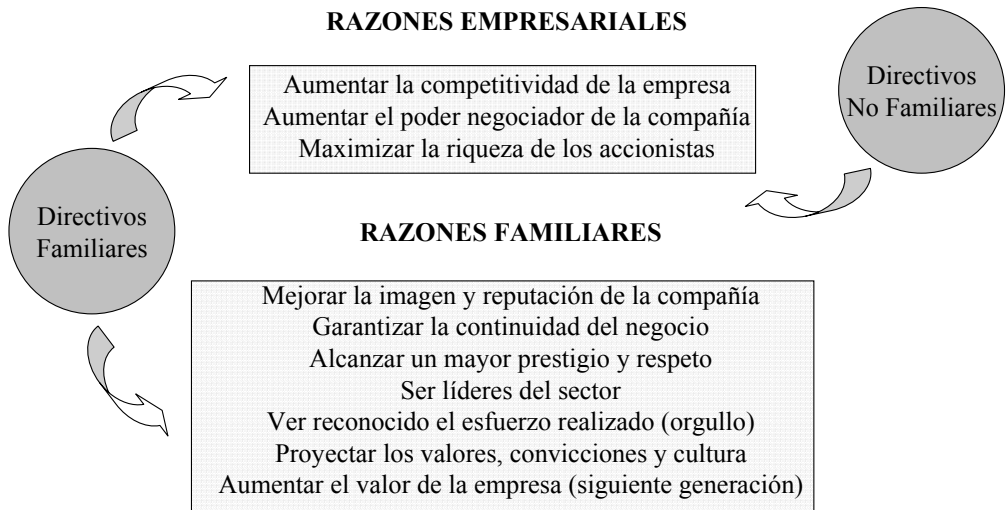 RAZONES EMPRESARIALES
Aumentar la competitividad de la empresa
Aumentar el poder negociador de la compañía
Maximizar la riqueza de los accionistas
Directivos
No Familiares
Directivos
Familiares
RAZONES FAMILIARES
Mejorar la imagen y reputación de la compañía
Garantizar la continuidad del negocio
Alcanzar un mayor prestigio y respeto
Ser líderes del sector
Ver reconocido el esfuerzo realizado (orgullo)
Proyectar los valores, convicciones y cultura
Aumentar el valor de la empresa (siguiente generación)